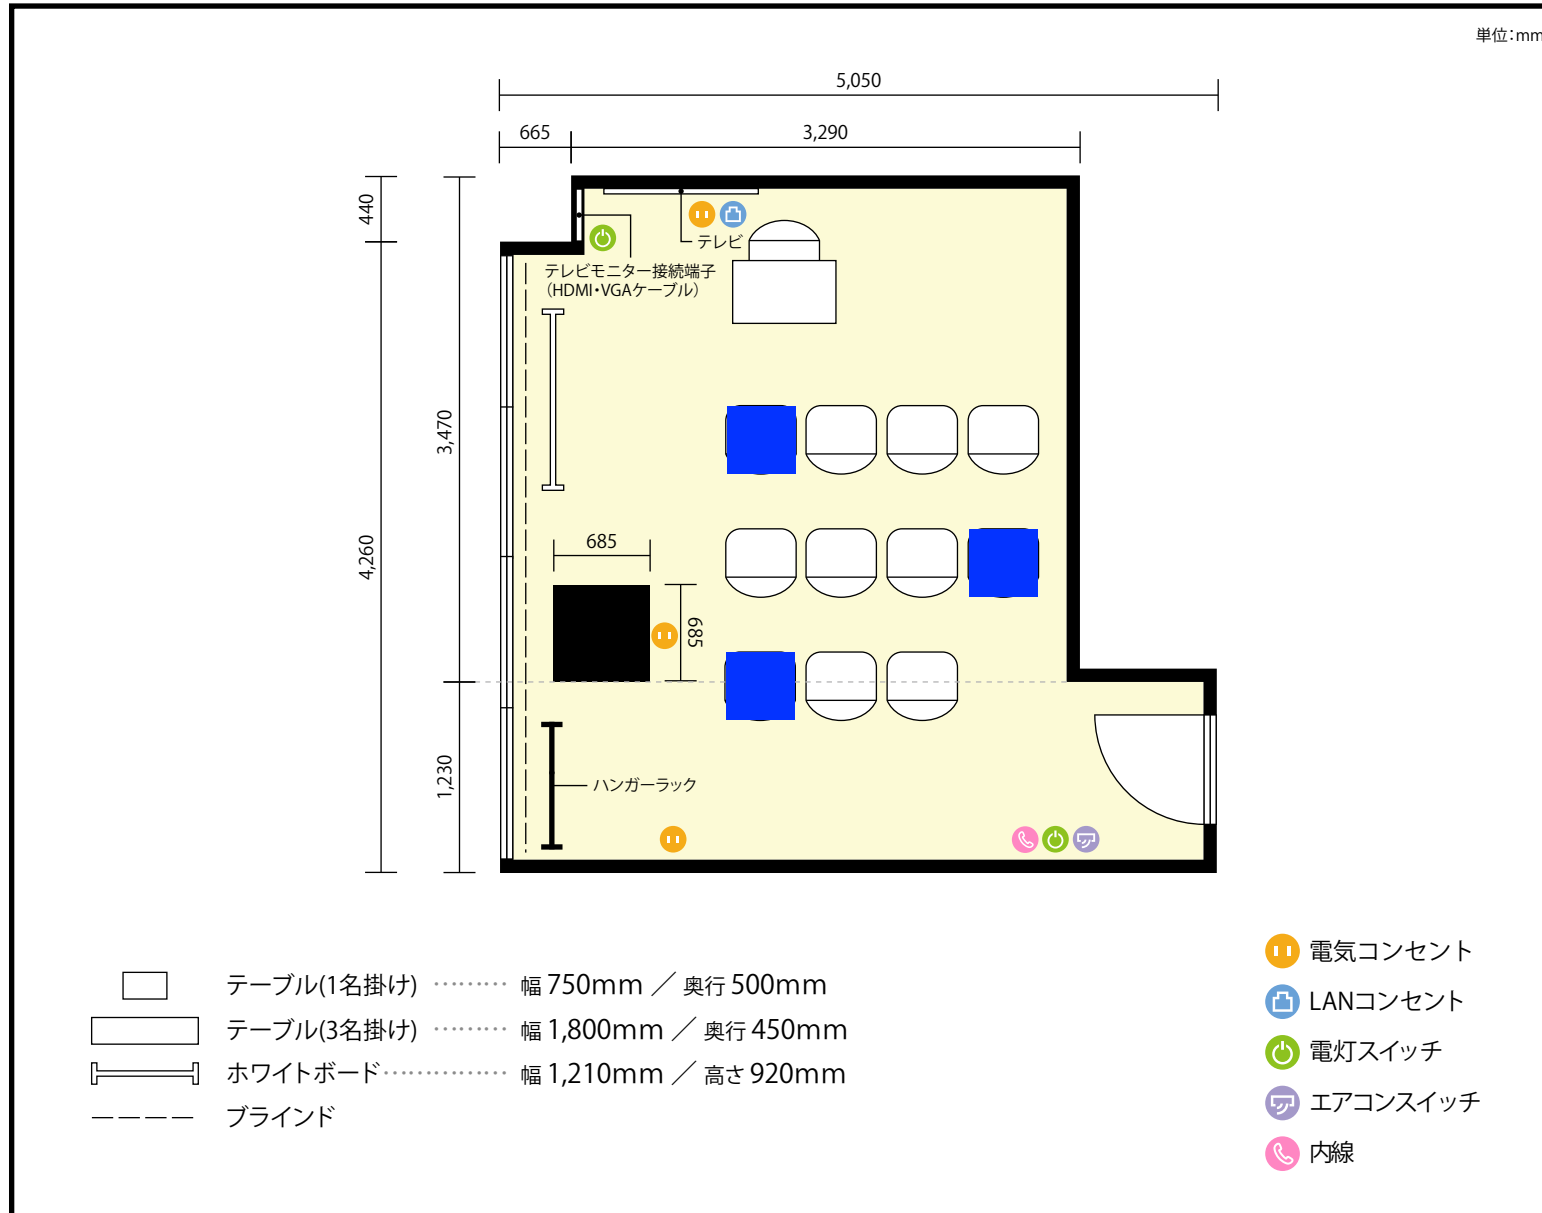 単位:mm
5,050
665
3,290
440
3,470
4,260
1,230
テレビ
テレビモニター接続端子
（HDMI・VGAケーブル）
685
685
ハンガーラック
テーブル(1名掛け) ········· 幅 750mm ／ 奥行 500mm
テーブル(3名掛け) ········· 幅 1,800mm ／ 奥行 450mm
ホワイトボード··············· 幅 1,210mm ／ 高さ 920mm
ブラインド
電気コンセント
LANコンセント
電灯スイッチ
エアコンスイッチ
内線